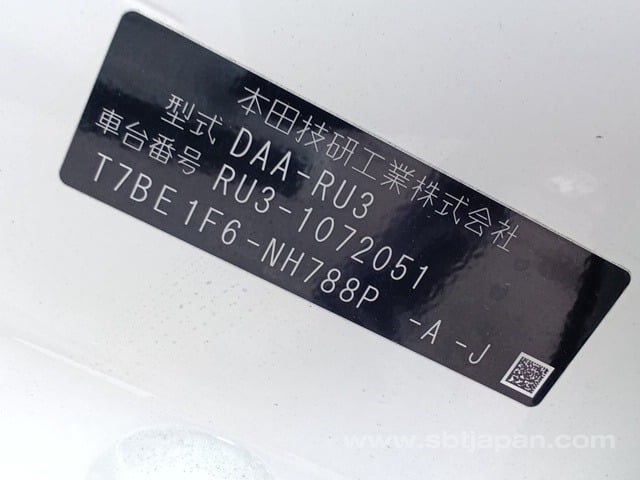 本田技研工業株式会社
型式 DAA-RU3
車台番号 RU3-1072051
T7BE1F6-NH788P -A-J
www.sbtjapan.com